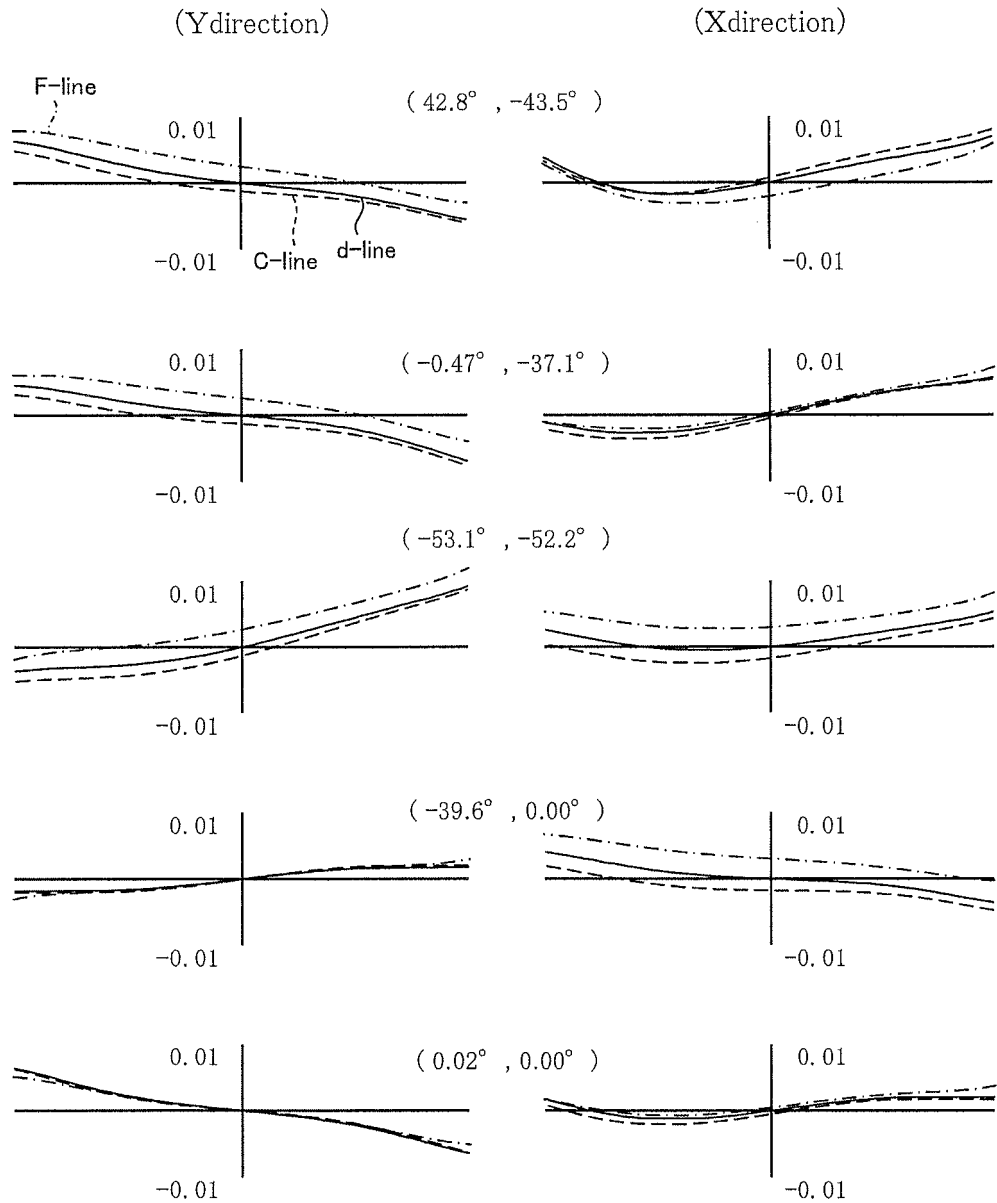 (Ydirection) (Xdirection)
F-line
( 42.8° , -43.5° )
0.01 0.01
-0.01 C-line d-line -0.01
0.01 ( -0.47° , -37.1° ) 0.01
-0.01 -0.01
( -53.1° , -52.2° )
0.01 0.01
-0.01 -0.01
( -39.6° , 0.00° )
0.01 0.01
-0.01 -0.01
0.01 ( 0.02° , 0.00° ) 0.01
-0.01 -0.01